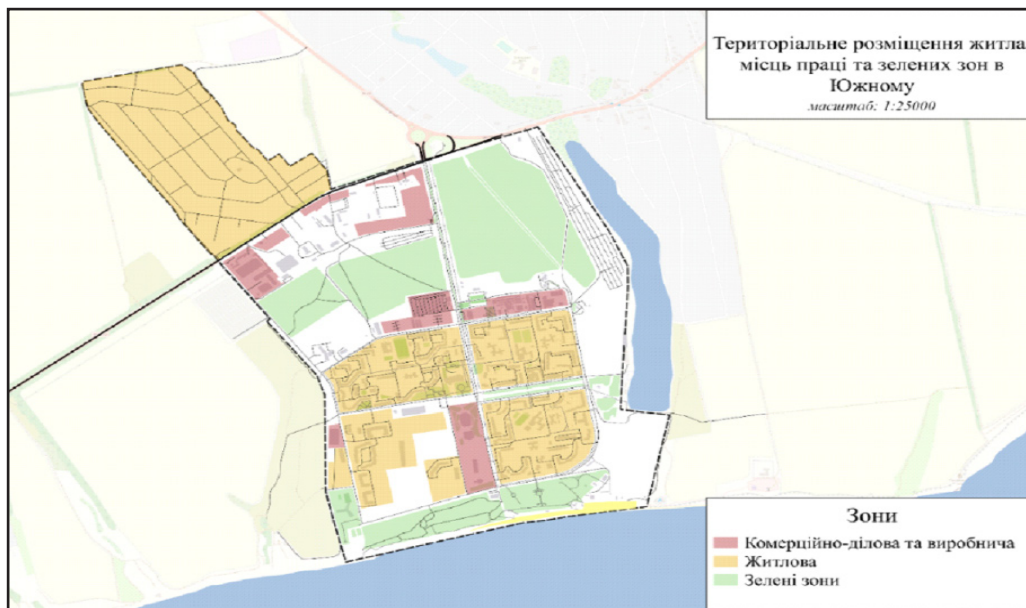 Територіальне розміщення житла
місць праці та зелених зон в
Южному
масштаб: 1:25000
Зони
Комерційно-ділова та виробнича
Житлова
Зелені зони